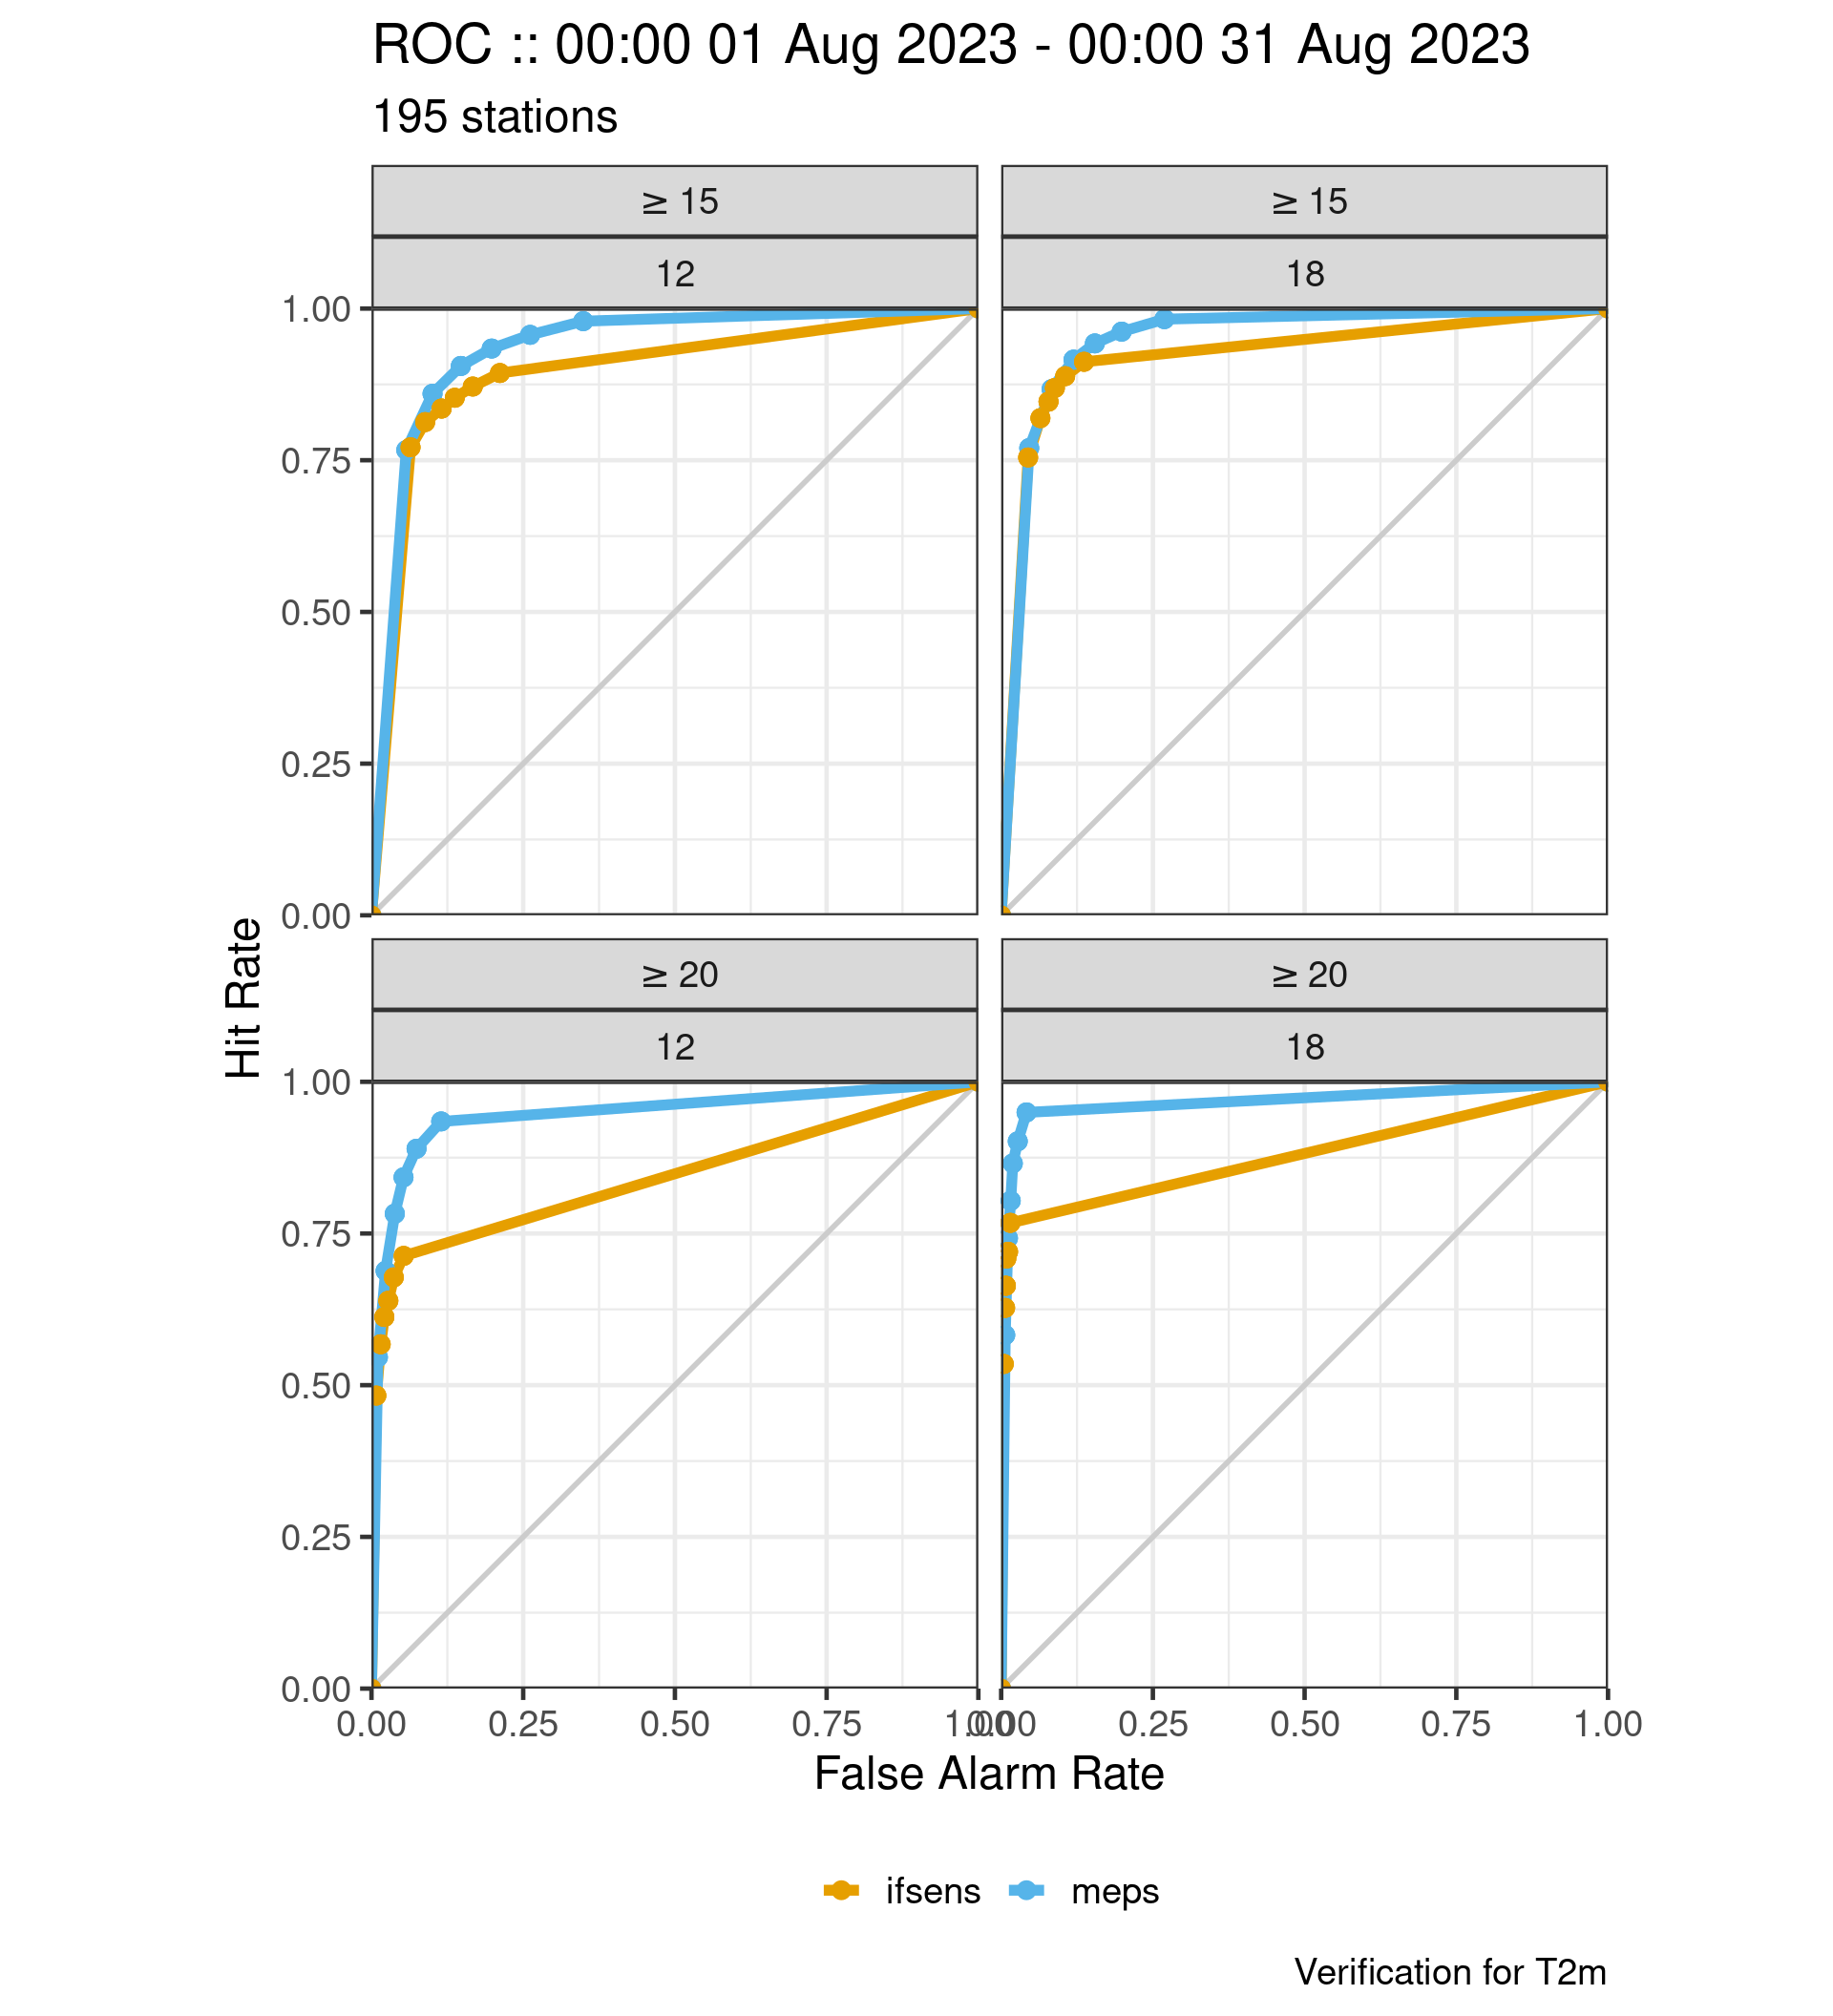 ROC :: 00:00 01 Aug 2023 - 00:00 31 Aug 2023
195 stations
≥ 15
≥ 15
12
18
1.00
0.75
0.50
0.25
0.00
Hit Rate
≥ 20
≥ 20
12
18
1.00
0.75
0.50
0.25
0.00
0.00 0.25 0.50 0.75 1.00
0.00 0.25 0.50 0.75 1.00
False Alarm Rate
ifsens meps
Verification for T2m